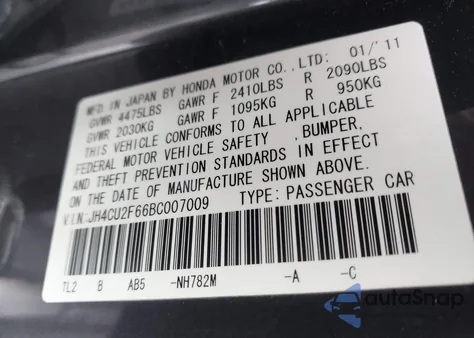 MFD. IN JAPAN BY HONDA MOTOR CO.,LTD: 01/'11
GVWR 4475LBS GAWR F 2410LBS R 2090LBS
GVWR 2030KG GAWR F 1095KG R 950KG
THIS VEHICLE CONFORMS TO ALL APPLICABLE
FEDERAL MOTOR VEHICLE SAFETY ,BUMPER,
AND THEFT PREVENTION STANDARDS IN EFFECT
ON THE DATE OF MANUFACTURE SHOWN ABOVE.
V.I.N:JH4CU2F66BC007009 TYPE: PASSENGER CAR
TL2 B AB5 -NH782M -A -C
autoSnap